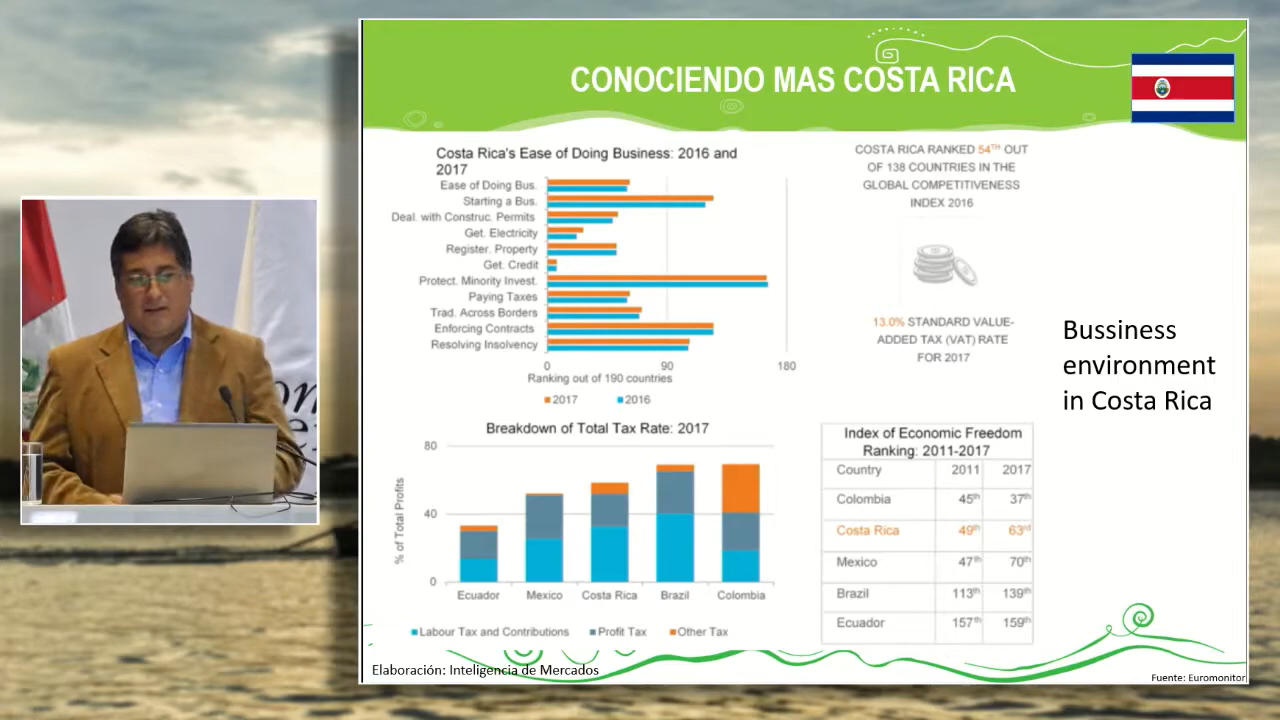 CONOCIENDO MAS COSTA RICA
Costa Rica's Ease of Doing Business: 2016 and
2017
Ease of Doing Bus.
Starting a Bus.
Deal. with Construc. Permits
Get. Electricity
Register. Property
Get. Credit
Protect. Minority Invest.
Paying Taxes
Trad. Across Borders
Enforcing Contracts
Resolving Insolvency
0 90 180
Ranking out of 190 countries
2017 2016
COSTA RICA RANKED 54TH OUT
OF 138 COUNTRIES IN THE
GLOBAL COMPETITIVENESS
INDEX 2016
13.0% STANDARD VALUE-
ADDED TAX (VAT) RATE
FOR 2017
Bussiness
environment
in Costa Rica
Breakdown of Total Tax Rate: 2017
% of Total Profits
80
40
0
Ecuador Mexico Costa Rica Brazil Colombia
Labour Tax and Contributions Profit Tax Other Tax
Index of Economic Freedom
Ranking: 2011-2017
Country 2011 2017
Colombia 45th 37th
Costa Rica 49th 63rd
Mexico 47th 70th
Brazil 113th 139th
Ecuador 157th 159th
Elaboración: Inteligencia de Mercados
Fuente: Euromonitor